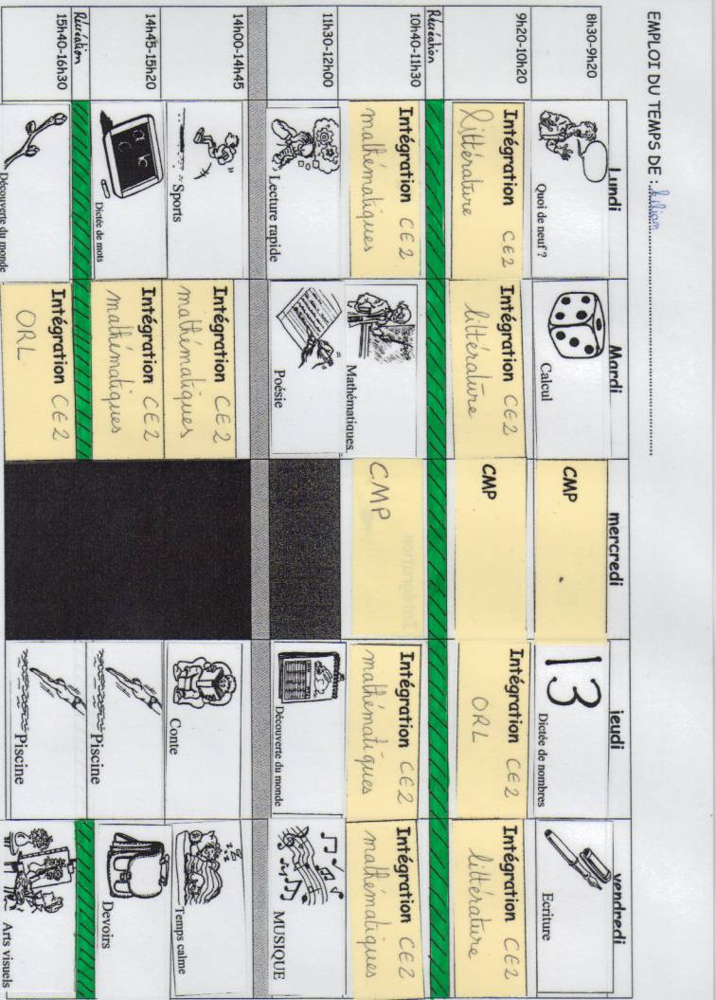 EMPLOI DU TEMPS DE : Lilian
Lundi Mardi mercredi jeudi vendredi
8h30-9h20
Quoi de neuf ?
Calcul
CMP
13
Dictée de nombres
Ecriture
9h20-10h20
Intégration CE2
littérature
Intégration CE2
littérature
CMP
Intégration CE2
ORL
Intégration CE2
littérature
Récréation
10h40-11h30
Intégration CE2
mathématiques
Mathématiques
CMP
Intégration CE2
mathématiques
Intégration CE2
mathématiques
11h30-12h00
Lecture rapide
Poésie
Découverte du monde
MUSIQUE
14h00-14h45
Sports
Intégration CE2
mathématiques
Conte
Temps calme
14h45-15h20
Dictée de mots
Intégration CE2
mathématiques
Piscine
Devoirs
Récréation
15h40-16h30
Découverte du monde
Intégration CE2
ORL
Piscine
Arts visuels